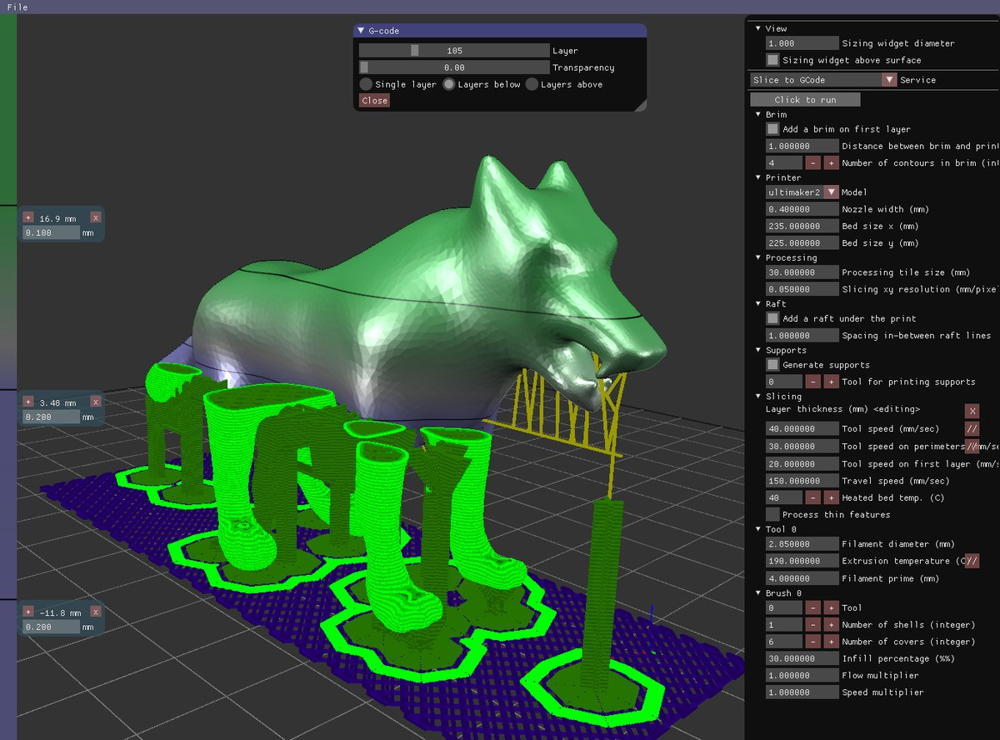 File
G-code
105 Layer
0.00 Transparency
Single layer Layers below Layers above
Close
+ 16.9 mm x
0.100 mm
+ 3.48 mm x
0.200 mm
+ -11.8 mm x
0.200 mm
View
1.000 Sizing widget diameter
Sizing widget above surface
Slice to GCode Service
Click to run
Brim
Add a brim on first layer
1.000000 Distance between brim and prin
4 - + Number of contours in brim (in
Printer
ultimaker2 Model
0.400000 Nozzle width (mm)
235.000000 Bed size x (mm)
225.000000 Bed size y (mm)
Processing
30.000000 Processing tile size (mm)
0.050000 Slicing xy resolution (mm/pixe
Raft
Add a raft under the print
1.000000 Spacing in-between raft lines
Supports
Generate supports
0 - + Tool for printing supports
Slicing
Layer thickness (mm) <editing> x
40.000000 Tool speed (mm/sec) //
30.000000 Tool speed on perimeters //mm/se
20.000000 Tool speed on first layer (mm/
150.000000 Travel speed (mm/sec)
40 - + Heated bed temp. (C)
Process thin features
Tool 0
2.850000 Filament diameter (mm)
190.000000 Extrusion temperature (C //
4.000000 Filament prime (mm)
Brush 0
0 - + Tool
1 - + Number of shells (integer)
6 - + Number of covers (integer)
30.000000 Infill percentage (%%)
1.000000 Flow multiplier
1.000000 Speed multiplier